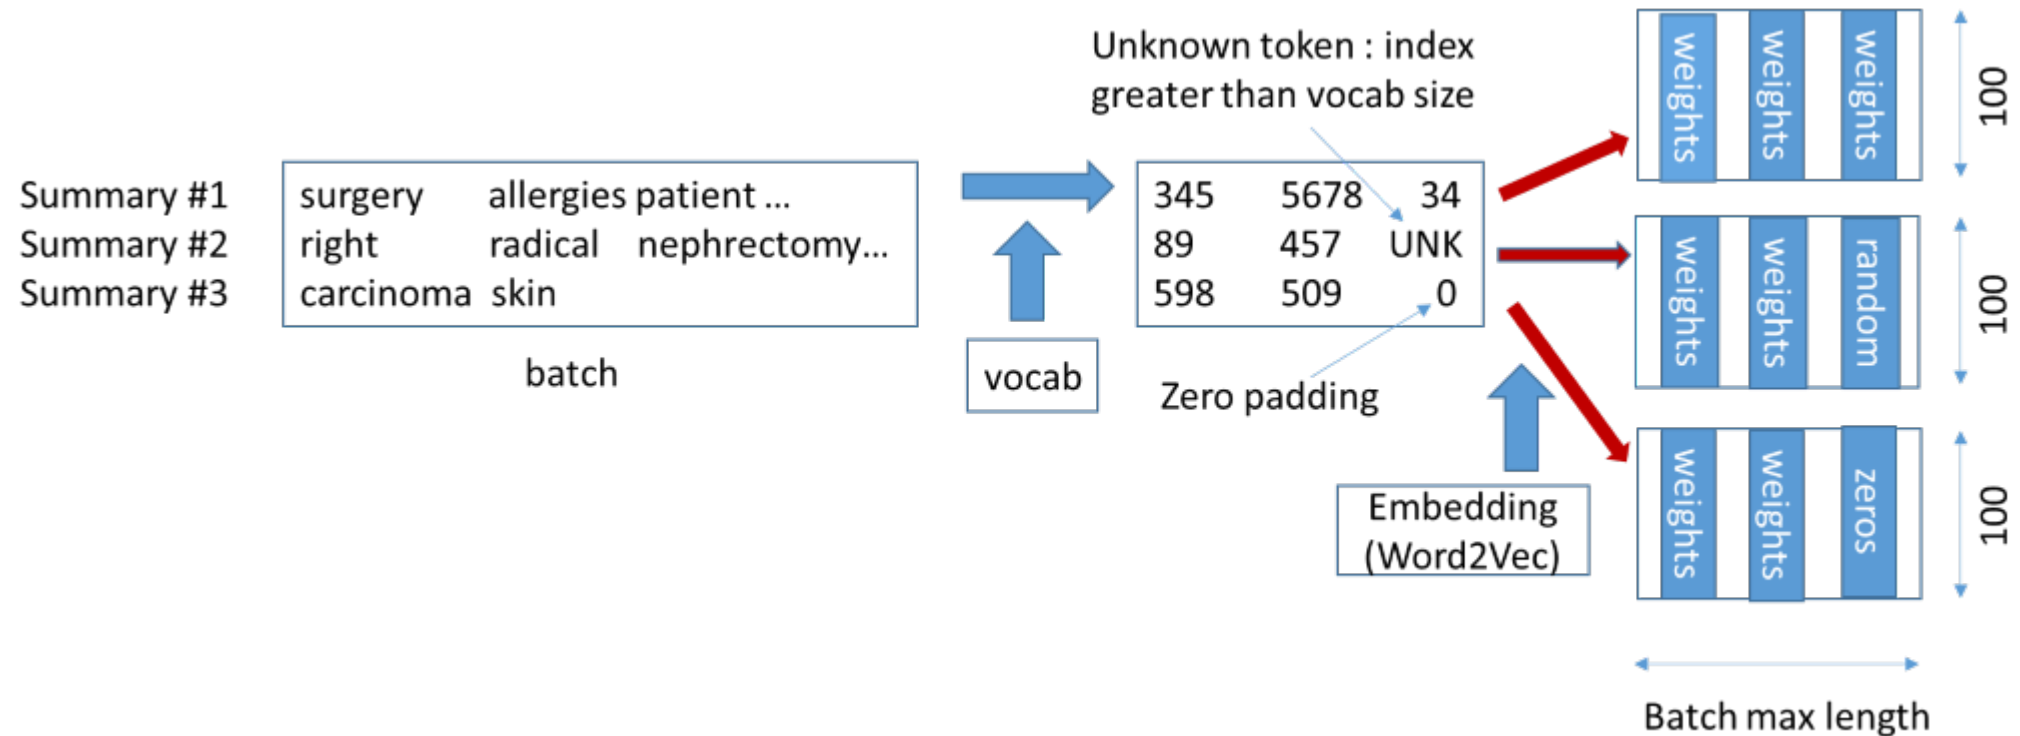 Unknown token : index
greater than vocab size
Summary #1
Summary #2
Summary #3
surgery allergies patient ...
right radical nephrectomy...
carcinoma skin
batch
vocab
345 5678 34
89 457 UNK
598 509 0
Zero padding
Embedding
(Word2Vec)
weights weights weights
100
weights weights random
100
weights weights zeros
100
Batch max length